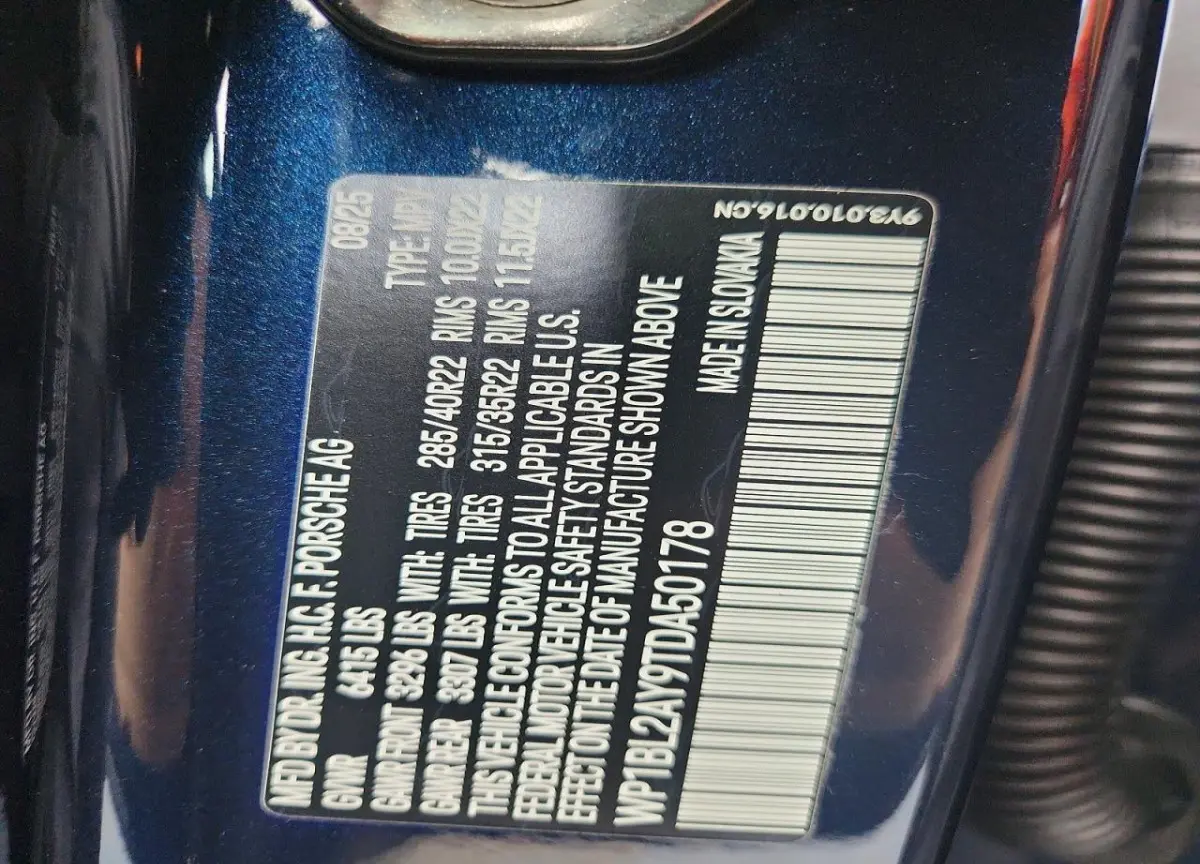 MFD BY DR. ING. H.C. F. PORSCHE AG 08/25
GVWR 6415 LBS TYPE: MPV
GAWR FRONT 3296 LBS WITH: TIRES 285/40R22 RIMS 10.0JX22
GAWR REAR 3307 LBS WITH: TIRES 315/35R22 RIMS 11.5JX22
THIS VEHICLE CONFORMS TO ALL APPLICABLE U.S.
FEDERAL MOTOR VEHICLE SAFETY STANDARDS IN
EFFECT ON THE DATE OF MANUFACTURE SHOWN ABOVE
WP1BL2AY9TDA50178
MADE IN SLOVAKIA
9Y3.010.016.CN